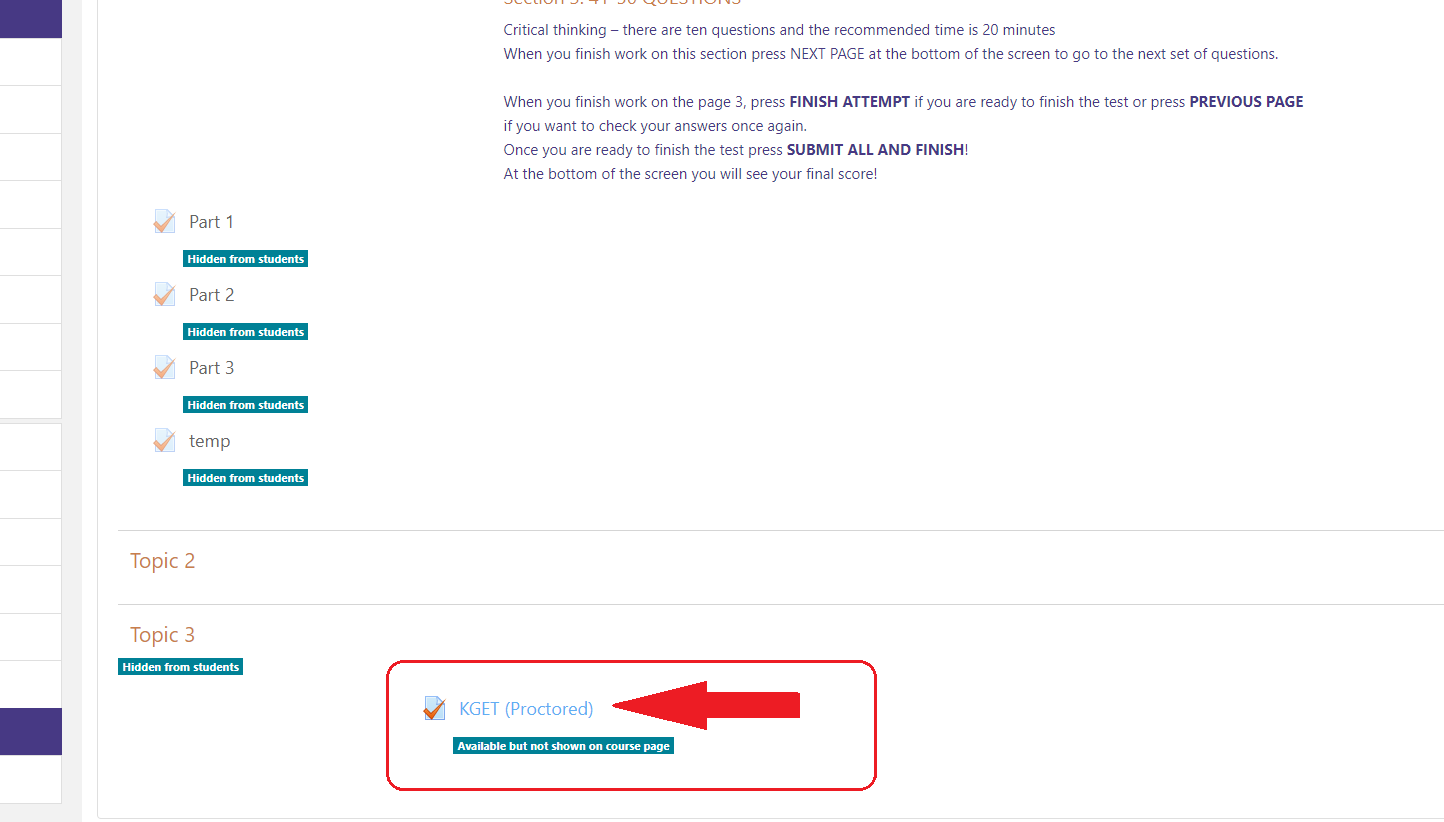 Section 3. 41-50 QUESTIONS
Critical thinking – there are ten questions and the recommended time is 20 minutes
When you finish work on this section press NEXT PAGE at the bottom of the screen to go to the next set of questions.
When you finish work on the page 3, press FINISH ATTEMPT if you are ready to finish the test or press PREVIOUS PAGE
if you want to check your answers once again.
Once you are ready to finish the test press SUBMIT ALL AND FINISH!
At the bottom of the screen you will see your final score!
Part 1
Hidden from students
Part 2
Hidden from students
Part 3
Hidden from students
temp
Hidden from students
Topic 2
Topic 3
Hidden from students
KGET (Proctored)
Available but not shown on course page